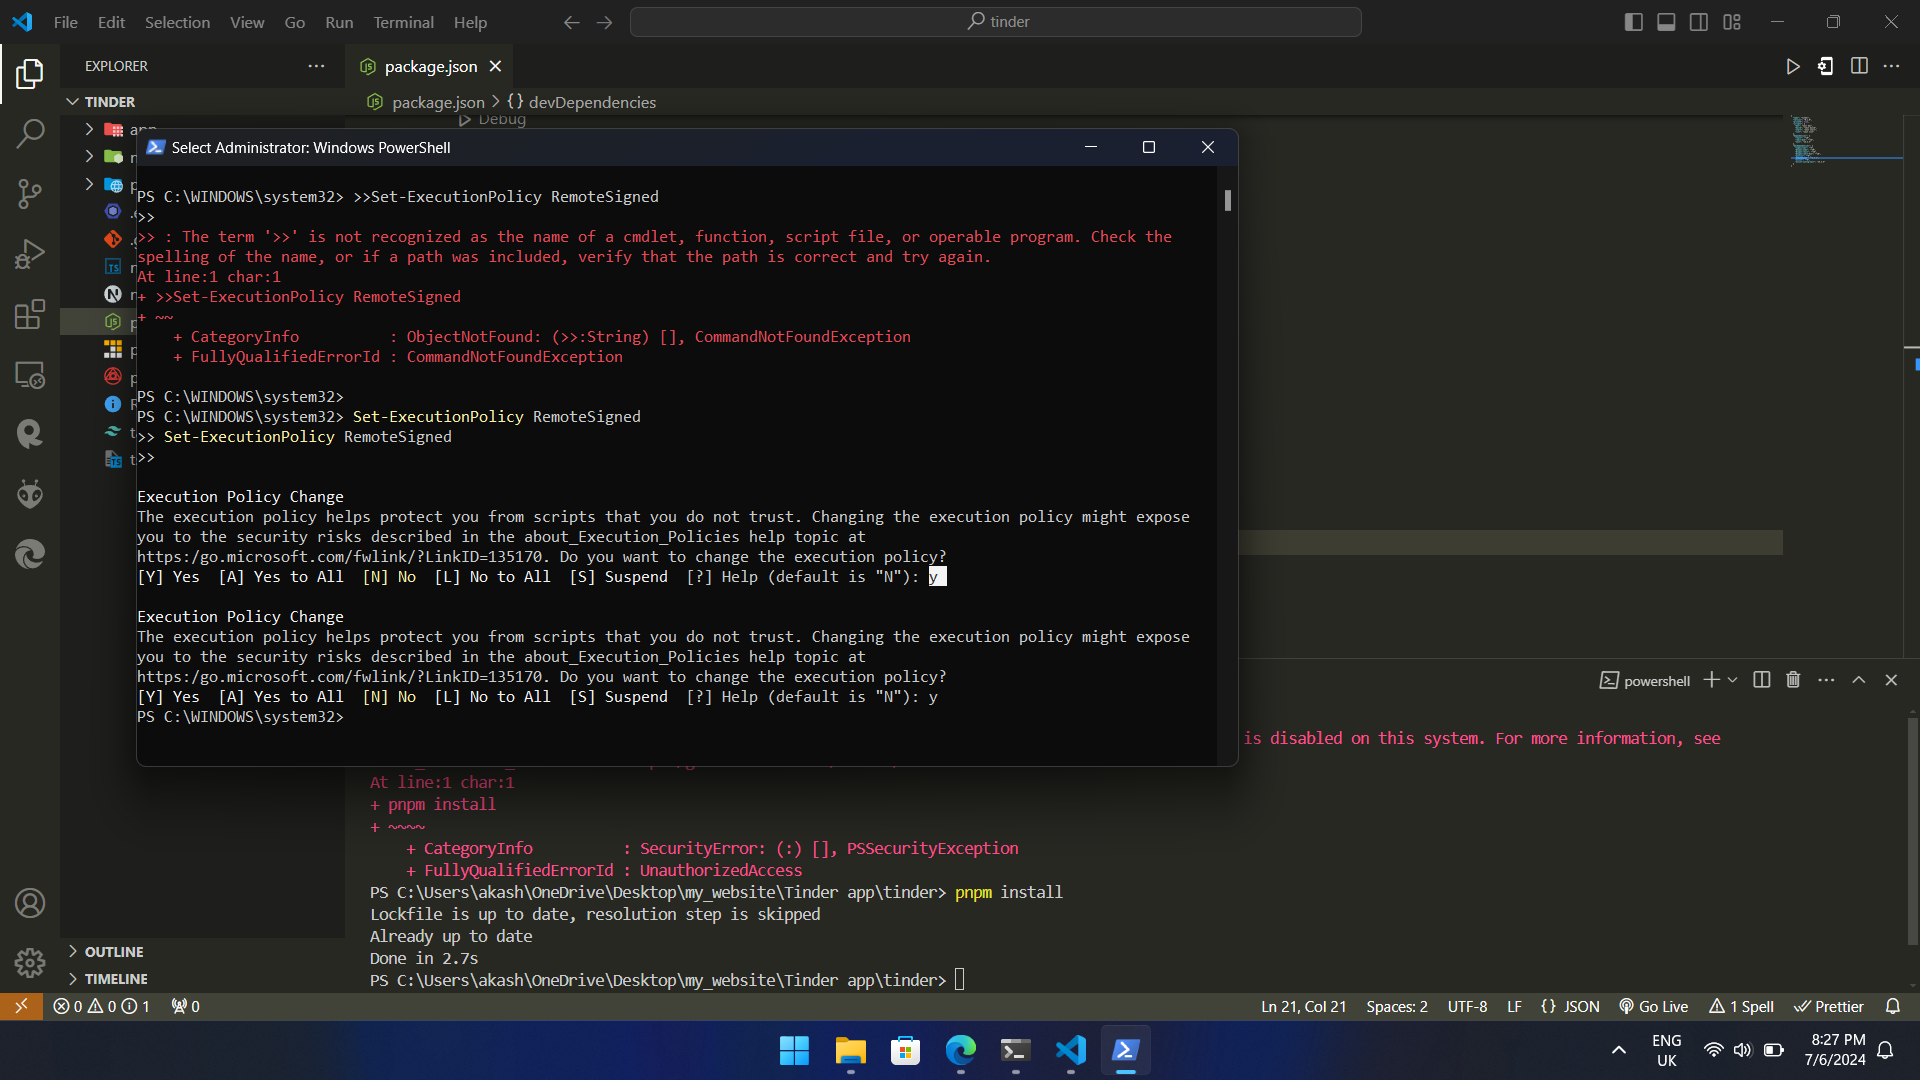 File Edit Selection View Go Run Terminal Help
tinder
EXPLORER
package.json
TINDER
package.json > {} devDependencies
Debug
Select Administrator: Windows PowerShell
PS C:\WINDOWS\system32> >>Set-ExecutionPolicy RemoteSigned
>>
>> : The term '>>' is not recognized as the name of a cmdlet, function, script file, or operable program. Check the
spelling of the name, or if a path was included, verify that the path is correct and try again.
At line:1 char:1
+ >>Set-ExecutionPolicy RemoteSigned
+ ~~
+ CategoryInfo : ObjectNotFound: (>>:String) [], CommandNotFoundException
+ FullyQualifiedErrorId : CommandNotFoundException
PS C:\WINDOWS\system32>
PS C:\WINDOWS\system32> Set-ExecutionPolicy RemoteSigned
>> Set-ExecutionPolicy RemoteSigned
>>
Execution Policy Change
The execution policy helps protect you from scripts that you do not trust. Changing the execution policy might expose
you to the security risks described in the about_Execution_Policies help topic at
https:/go.microsoft.com/fwlink/?LinkID=135170. Do you want to change the execution policy?
[Y] Yes [A] Yes to All [N] No [L] No to All [S] Suspend [?] Help (default is "N"): y
Execution Policy Change
The execution policy helps protect you from scripts that you do not trust. Changing the execution policy might expose
you to the security risks described in the about_Execution_Policies help topic at
https:/go.microsoft.com/fwlink/?LinkID=135170. Do you want to change the execution policy?
[Y] Yes [A] Yes to All [N] No [L] No to All [S] Suspend [?] Help (default is "N"): y
PS C:\WINDOWS\system32>
powershell
is disabled on this system. For more information, see
At line:1 char:1
+ pnpm install
+ ~~~~
+ CategoryInfo : SecurityError: (:) [], PSSecurityException
+ FullyQualifiedErrorId : UnauthorizedAccess
PS C:\Users\akash\OneDrive\Desktop\my_website\Tinder app\tinder> pnpm install
Lockfile is up to date, resolution step is skipped
Already up to date
Done in 2.7s
PS C:\Users\akash\OneDrive\Desktop\my_website\Tinder app\tinder>
OUTLINE
TIMELINE
0 0 1 0 Ln 21, Col 21 Spaces: 2 UTF-8 LF {} JSON Go Live 1 Spell Prettier
ENG
UK
8:27 PM
7/6/2024